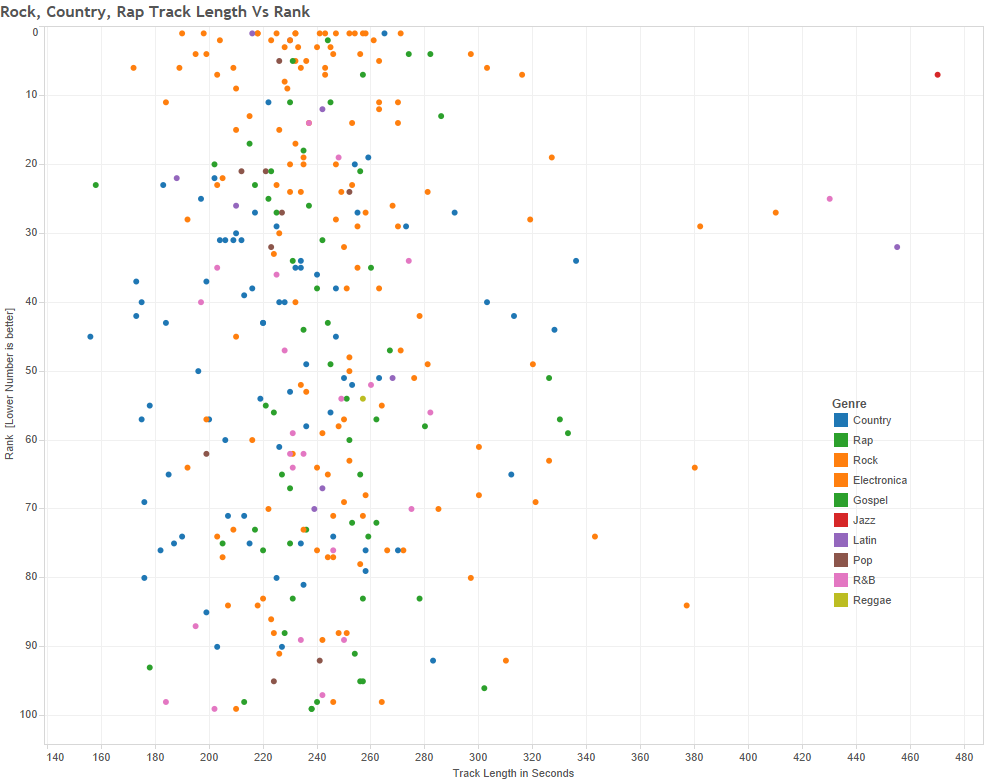 Rock, Country, Rap Track Length Vs Rank
0
10
20
30
40
50
60
70
80
90
100
Rank [Lower Number is better]
Genre
Country
Rap
Rock
Electronica
Gospel
Jazz
Latin
Pop
R&B
Reggae
140 160 180 200 220 240 260 280 300 320 340 360 380 400 420 440 460 480
Track Length in Seconds